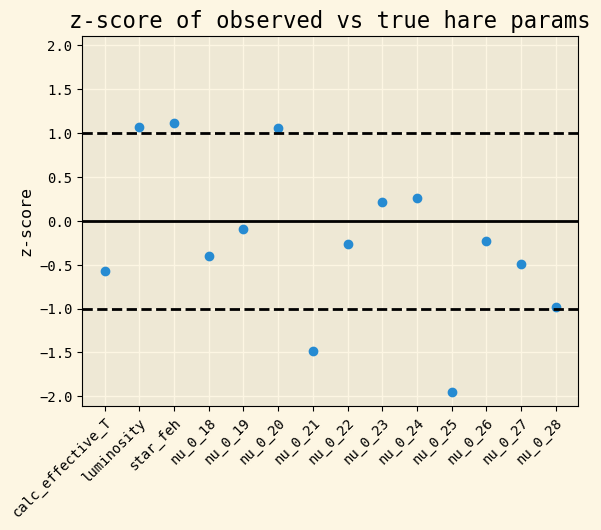 z-score of observed vs true hare params
2.0
1.5
1.0
0.5
0.0
−0.5
−1.0
−1.5
−2.0
z-score
calc_effective_T
luminosity
star_feh
nu_0_18
nu_0_19
nu_0_20
nu_0_21
nu_0_22
nu_0_23
nu_0_24
nu_0_25
nu_0_26
nu_0_27
nu_0_28